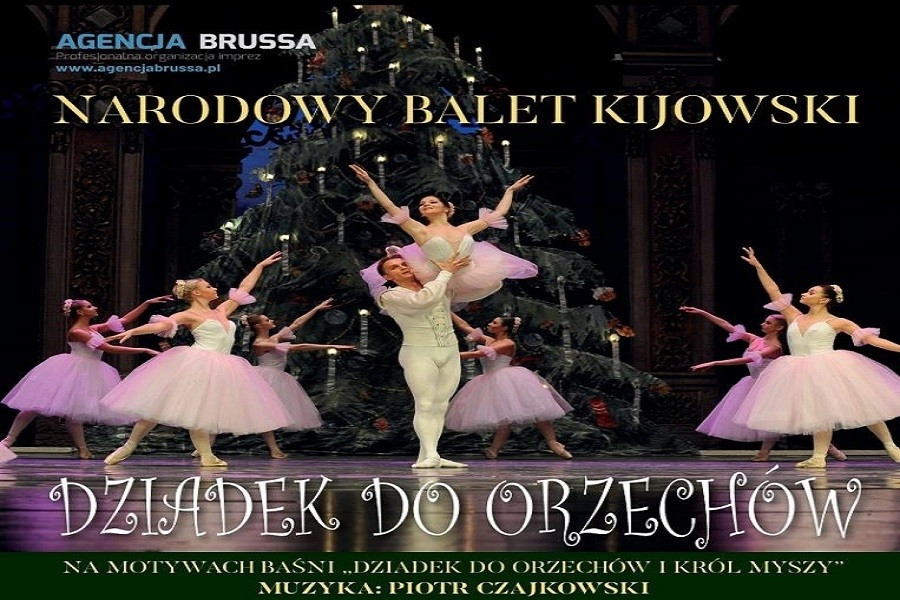 AGENCJA BRUSSA
Profesjonalna organizacja imprez
www.agencjabrussa.pl
NARODOWY BALET KIJOWSKI
DZIADEK DO ORZECHÓW
NA MOTYWACH BAŚNI „DZIADEK DO ORZECHÓW I KRÓL MYSZY”
MUZYKA: PIOTR CZAJKOWSKI